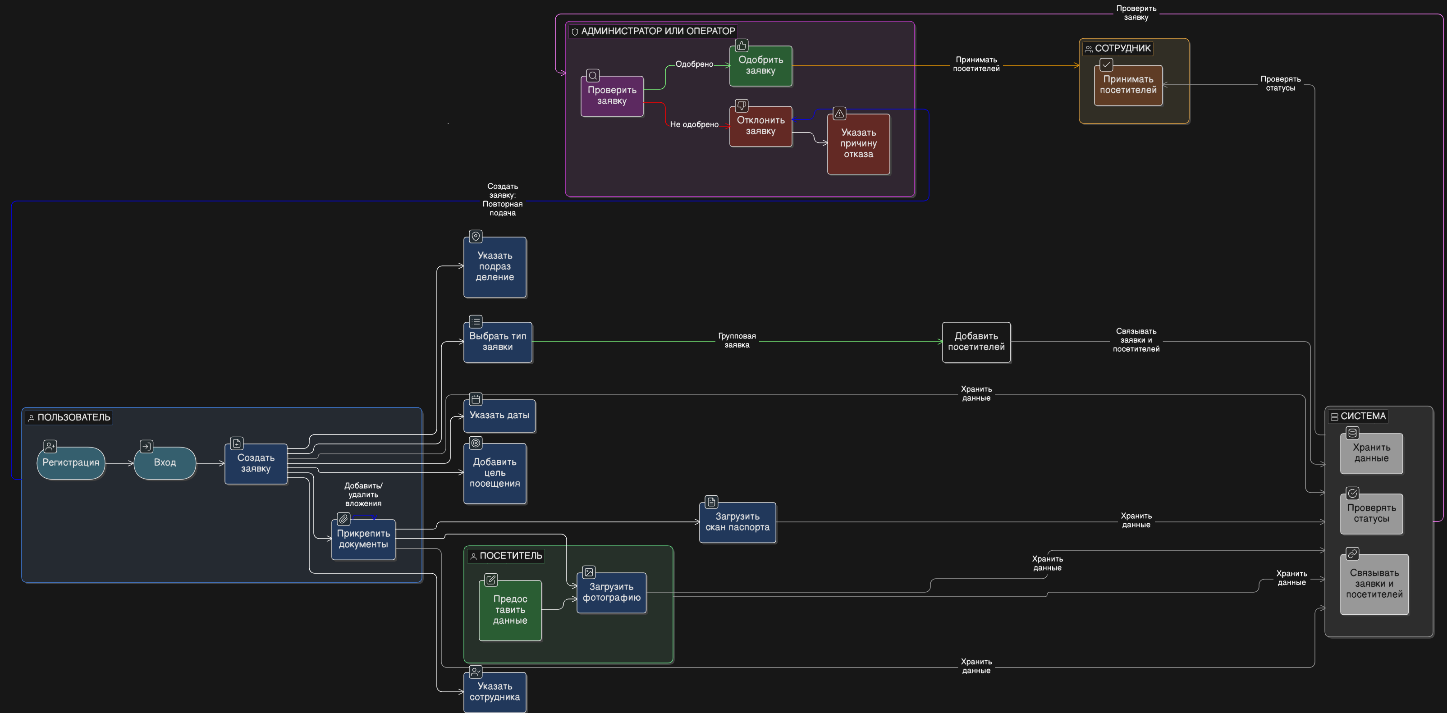 Проверить
заявку
АДМИНИСТРАТОР ИЛИ ОПЕРАТОР
Проверить
заявку
Одобрено
Одобрить
заявку
Не одобрено
Отклонить
заявку
Указать
причину
отказа
Принимать
посетителей
СОТРУДНИК
Принимать
посетителей
Проверять
статусы
Создать
заявку:
Повторная
подача
Указать
подраз
деление
Выбрать тип
заявки
Групповая
заявка
Добавить
посетителей
Связывать
заявки и
посетителей
Хранить
данные
Указать даты
Добавить
цель
посещения
ПОЛЬЗОВАТЕЛЬ
Регистрация
Вход
Создать
заявку
Добавить/
удалить
вложения
Прикрепить
документы
Загрузить
скан паспорта
Хранить
данные
ПОСЕТИТЕЛЬ
Предос
тавить
данные
Загрузить
фотографию
Хранить
данные
Хранить
данные
Хранить
данные
Указать
сотрудника
СИСТЕМА
Хранить
данные
Проверять
статусы
Связывать
заявки и
посетителей